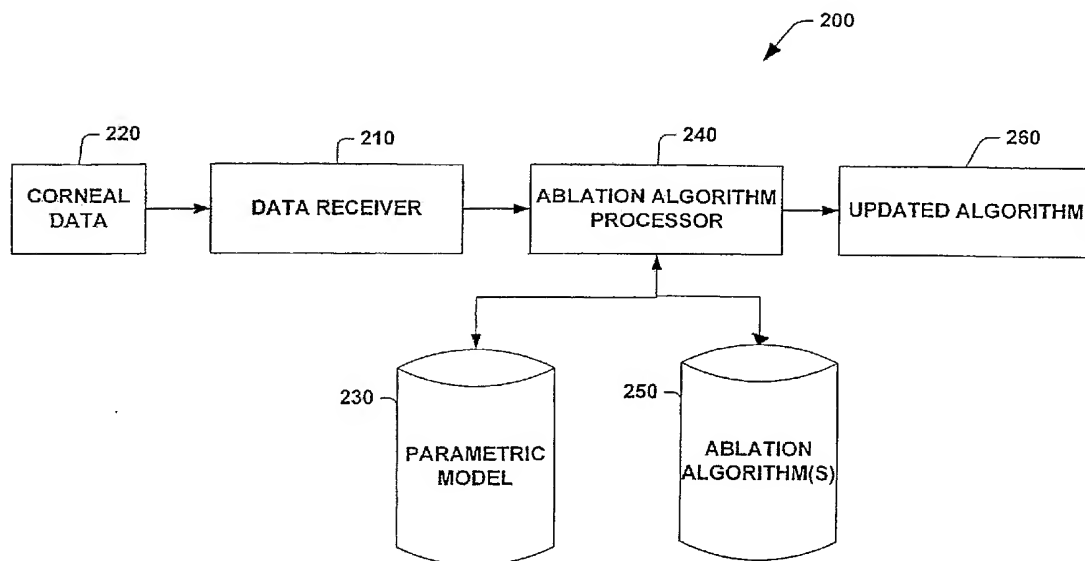 200
220
210
240
260
CORNEAL
DATA
DATA RECEIVER
ABLATION ALGORITHM
PROCESSOR
UPDATED ALGORITHM
230
250
PARAMETRIC
MODEL
ABLATION
ALGORITHM(S)